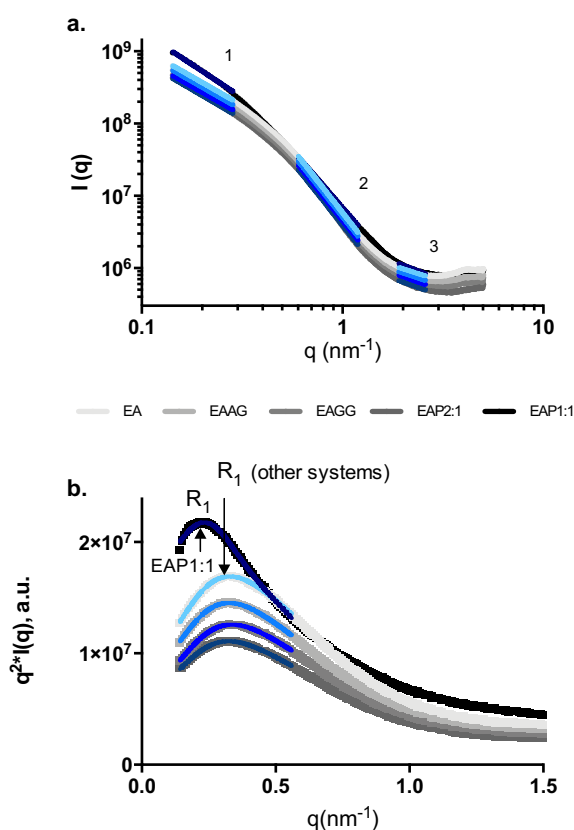 a.
10⁹
10⁸
10⁷
10⁶
I (q)
1
2
3
0.1
1
10
q (nm⁻¹)
EA EAAG EAGG EAP2:1 EAP1:1
R₁ (other systems)
b.
R₁
EAP1:1
2×10⁷
1×10⁷
0
q²*I(q), a.u.
0.0
0.5
1.0
1.5
q(nm⁻¹)